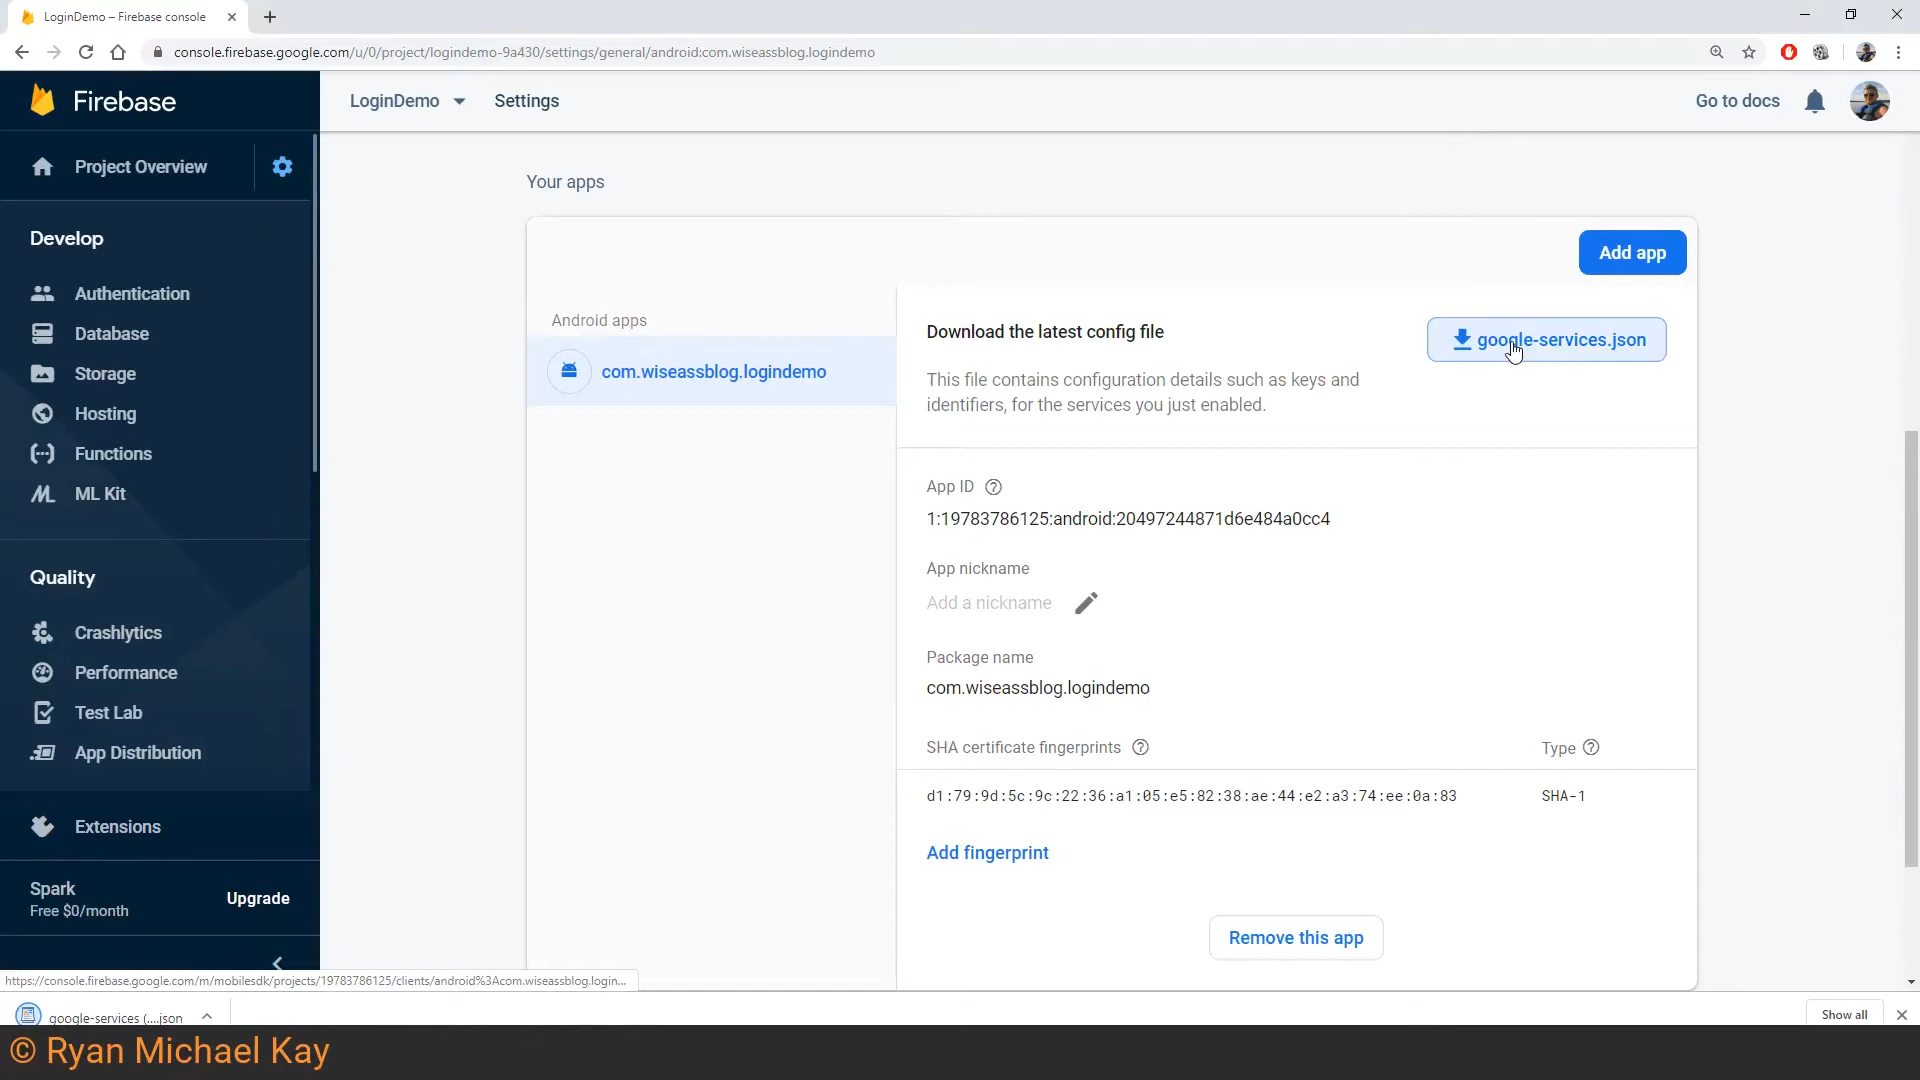 LoginDemo – Firebase console
console.firebase.google.com/u/0/project/logindemo-9a430/settings/general/android:com.wiseassblog.logindemo
Firebase
LoginDemo
Settings
Go to docs
Project Overview
Develop
Authentication
Database
Storage
Hosting
Functions
ML Kit
Quality
Crashlytics
Performance
Test Lab
App Distribution
Extensions
Spark
Free $0/month
Upgrade
Your apps
Add app
Android apps
com.wiseassblog.logindemo
Download the latest config file
google-services.json
This file contains configuration details such as keys and
identifiers, for the services you just enabled.
App ID
1:19783786125:android:20497244871d6e484a0cc4
App nickname
Add a nickname
Package name
com.wiseassblog.logindemo
SHA certificate fingerprints
Type
d1:79:9d:5c:9c:22:36:a1:05:e5:82:38:ae:44:e2:a3:74:ee:0a:83
SHA-1
Add fingerprint
Remove this app
https://console.firebase.google.com/m/mobilesdk/projects/19783786125/clients/android%3Acom.wiseassblog.login...
google-services (....json
Show all
© Ryan Michael Kay